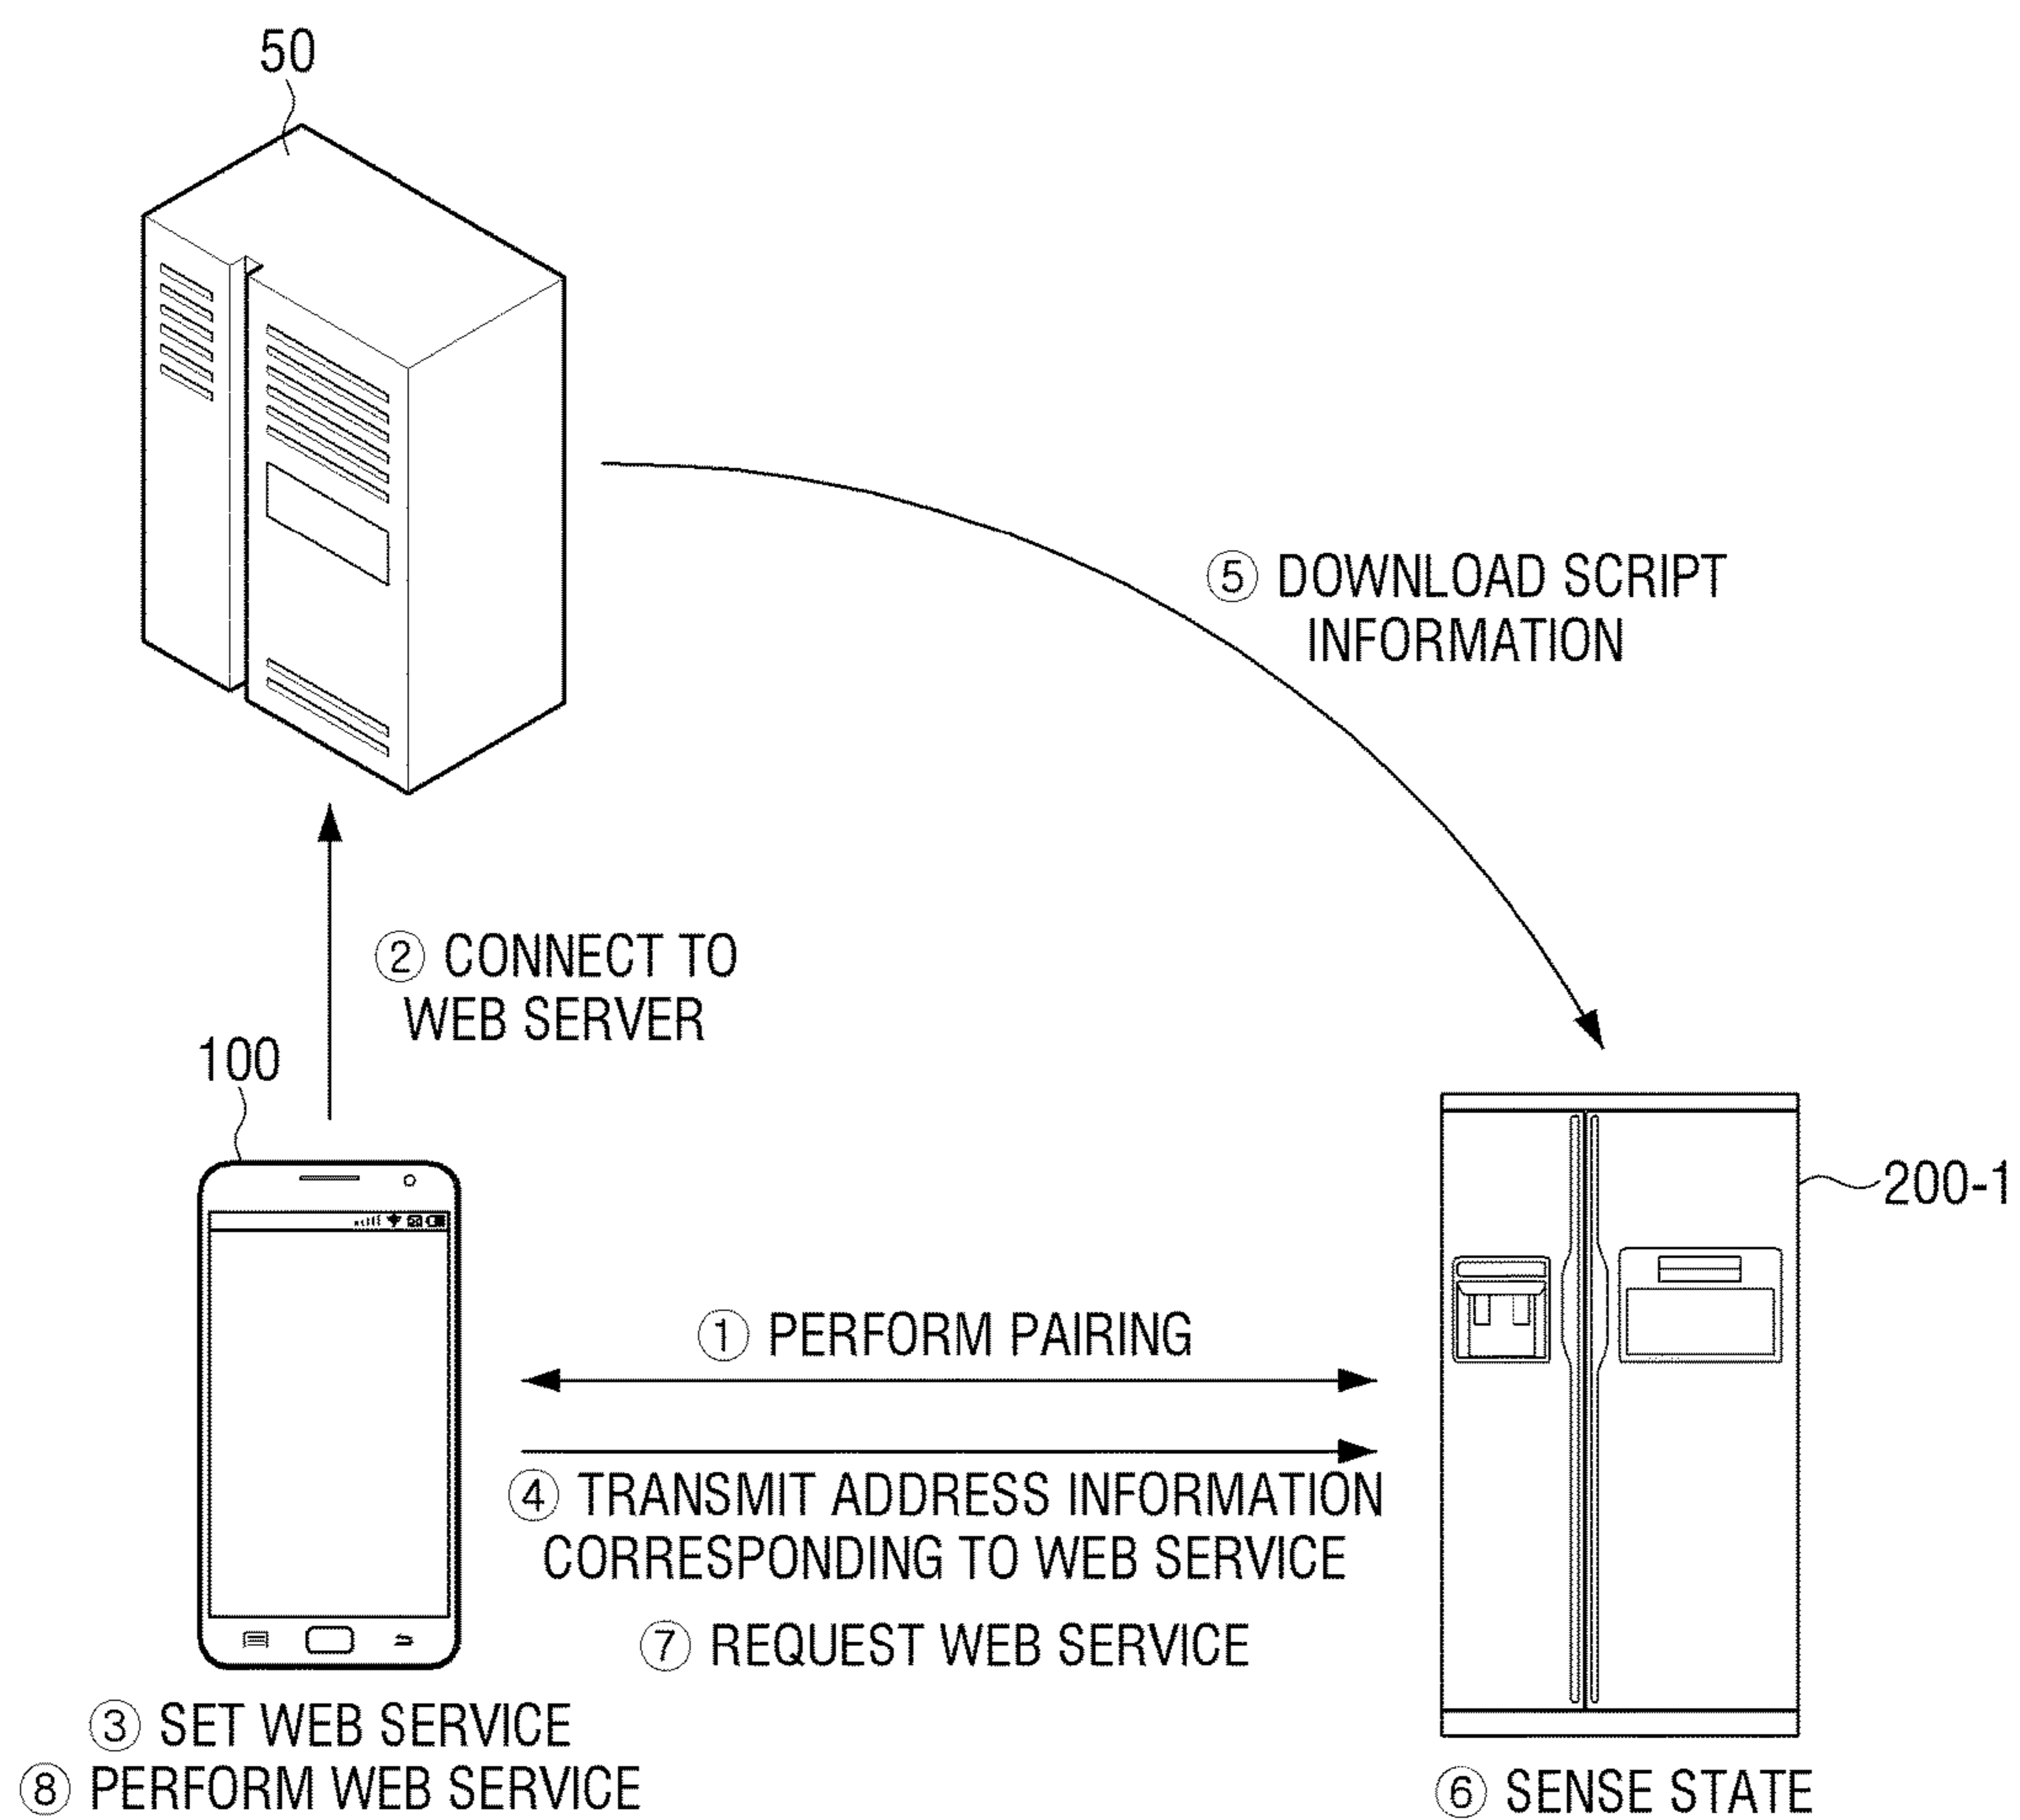 50
⑤ DOWNLOAD SCRIPT
INFORMATION
② CONNECT TO
WEB SERVER
100
200-1
① PERFORM PAIRING
④ TRANSMIT ADDRESS INFORMATION
CORRESPONDING TO WEB SERVICE
⑦ REQUEST WEB SERVICE
③ SET WEB SERVICE
⑧ PERFORM WEB SERVICE
⑥ SENSE STATE